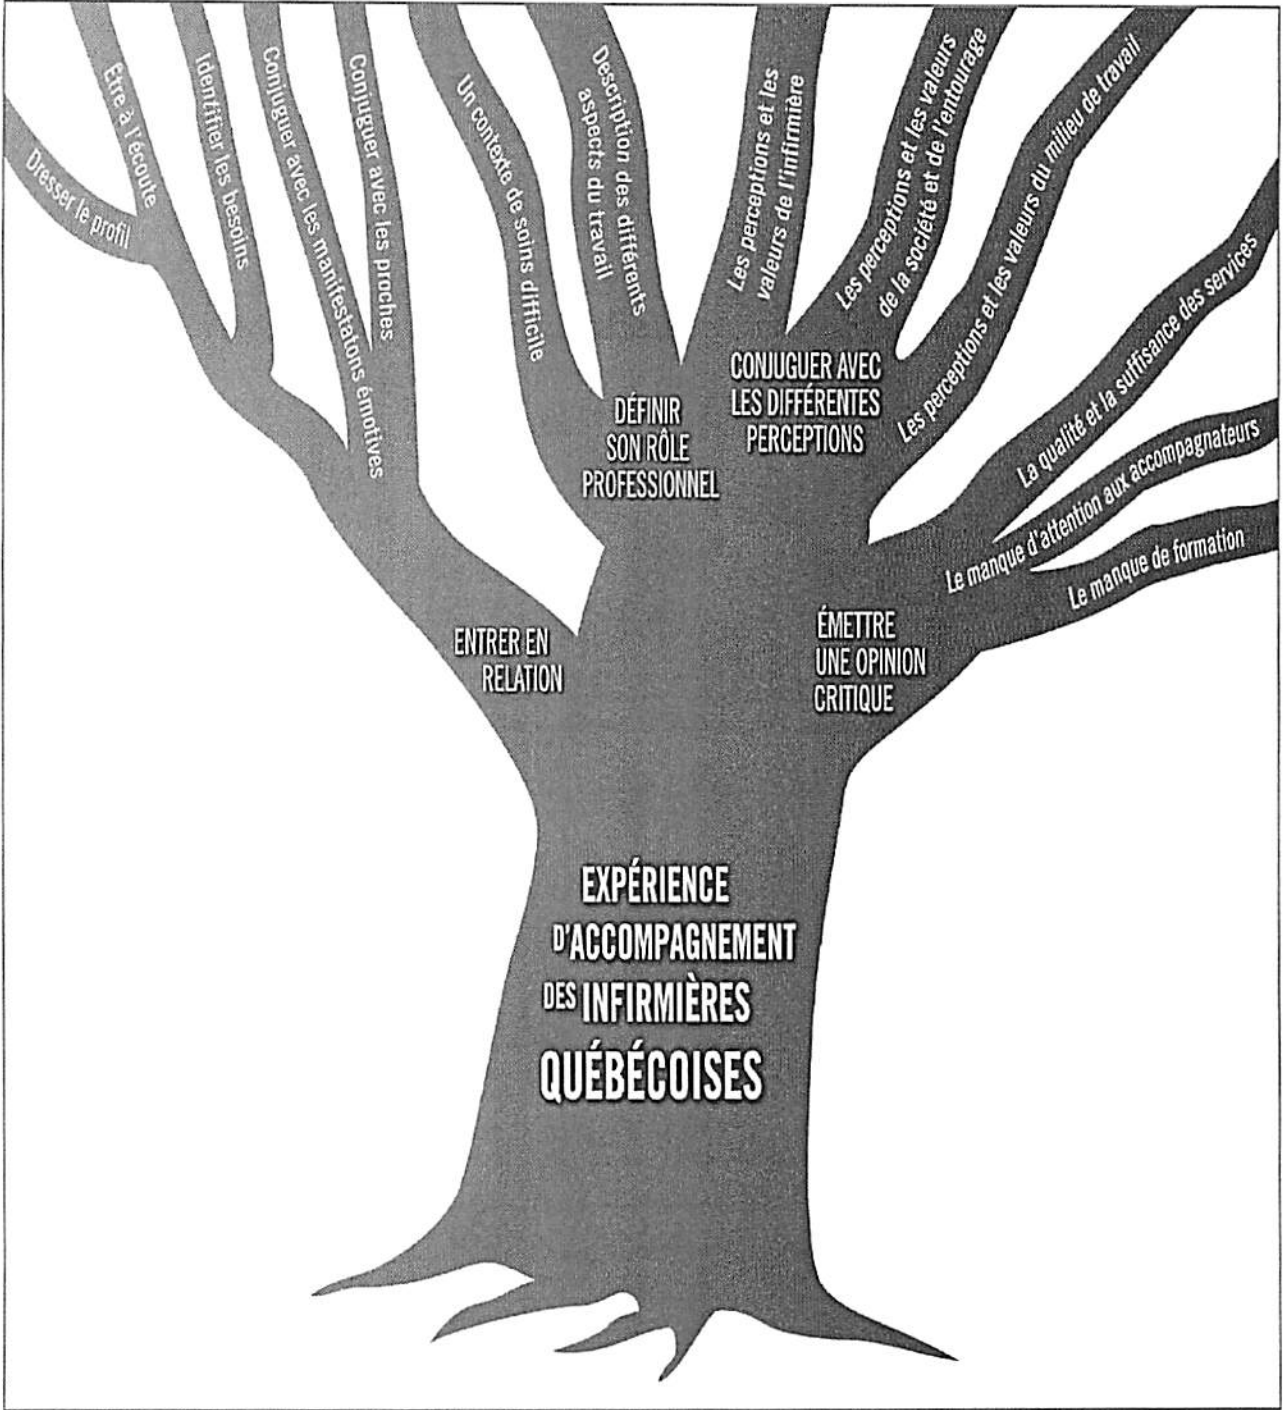 Dresser le profil
Être à l'écoute
Identifier les besoins
Conjuguer avec les manifestatons émotives
Conjuguer avec les proches
Un contexte de soins difficile
Description des différents
aspects du travail
Les perceptions et les
valeurs de l'infirmière
Les perceptions et les valeurs
de la société et de l'entourage
Les perceptions et les valeurs du milieu de travail
La qualité et la suffisance des services
Le manque d'attention aux accompagnateurs
Le manque de formation
DÉFINIR
SON RÔLE
PROFESSIONNEL
CONJUGUER AVEC
LES DIFFÉRENTES
PERCEPTIONS
ENTRER EN
RELATION
ÉMETTRE
UNE OPINION
CRITIQUE
EXPÉRIENCE
D'ACCOMPAGNEMENT
DES INFIRMIÈRES
QUÉBÉCOISES